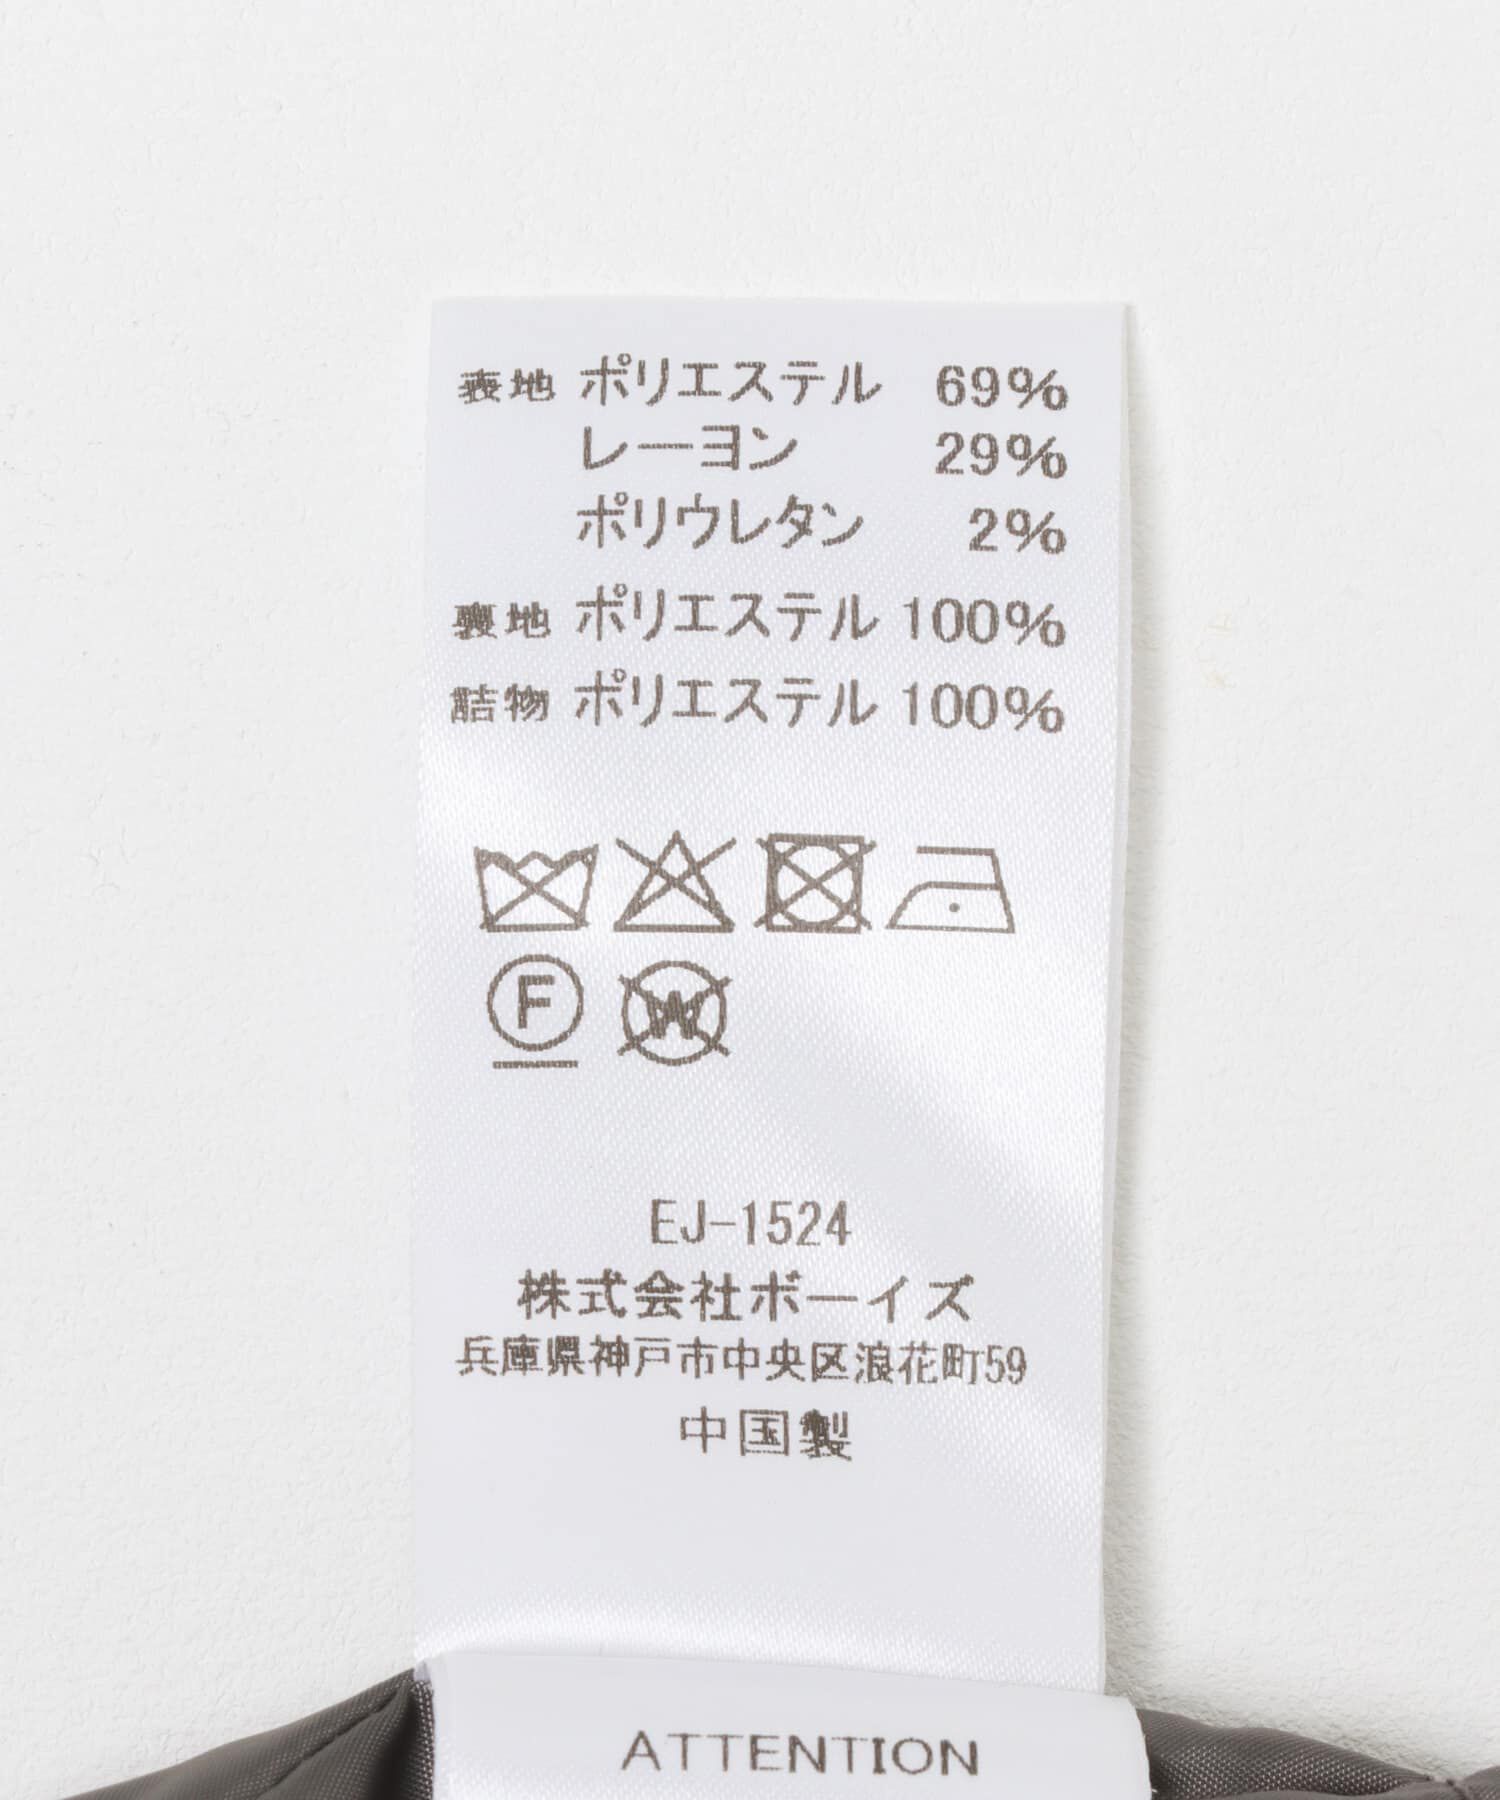 表地 ポリエステル 69%
レーヨン 29%
ポリウレタン 2%
裏地 ポリエステル 100%
詰物 ポリエステル 100%
F
W
EJ-1524
株式会社ボーイズ
兵庫県神戸市中央区浪花町59
中国製
ATTENTION